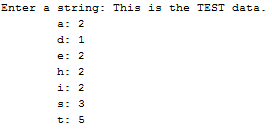 Enter a string: This is the TEST data.
a: 2
d: 1
e: 2
h: 2
i: 2
s: 3
t: 5